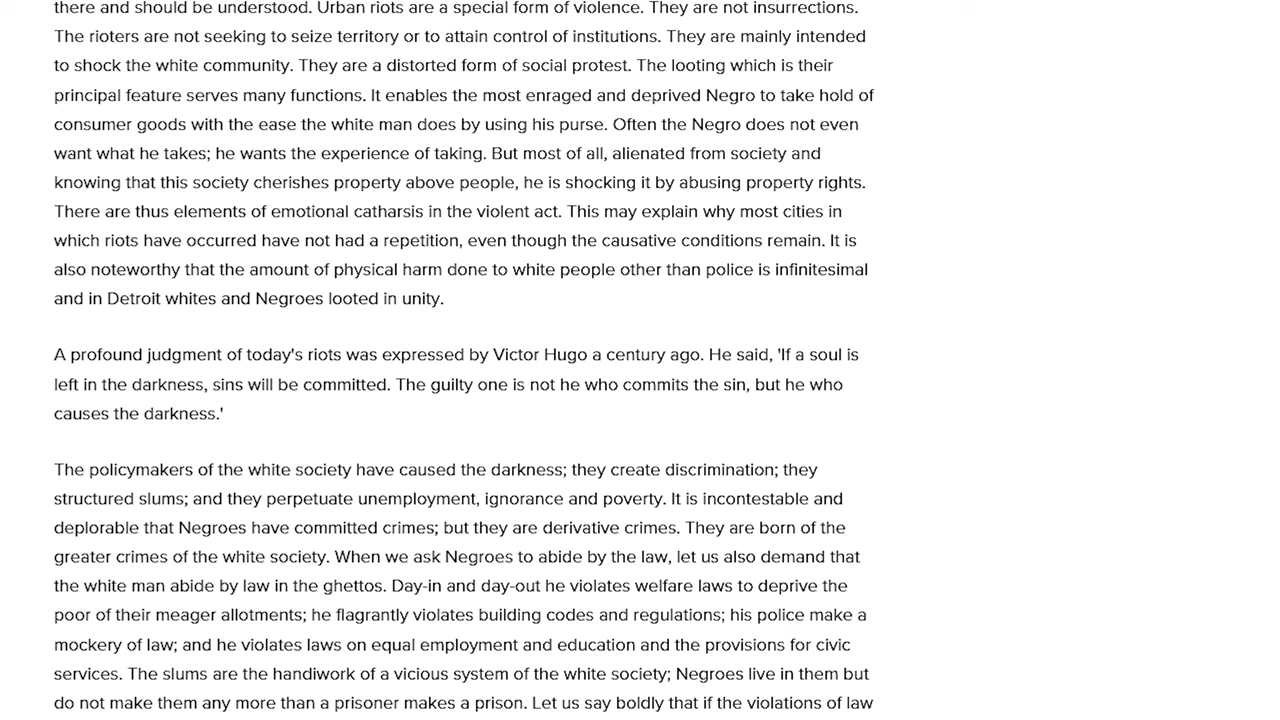 there and should be understood. Urban riots are a special form of violence. They are not insurrections.
The rioters are not seeking to seize territory or to attain control of institutions. They are mainly intended
to shock the white community. They are a distorted form of social protest. The looting which is their
principal feature serves many functions. It enables the most enraged and deprived Negro to take hold of
consumer goods with the ease the white man does by using his purse. Often the Negro does not even
want what he takes; he wants the experience of taking. But most of all, alienated from society and
knowing that this society cherishes property above people, he is shocking it by abusing property rights.
There are thus elements of emotional catharsis in the violent act. This may explain why most cities in
which riots have occurred have not had a repetition, even though the causative conditions remain. It is
also noteworthy that the amount of physical harm done to white people other than police is infinitesimal
and in Detroit whites and Negroes looted in unity.
A profound judgment of today's riots was expressed by Victor Hugo a century ago. He said, 'If a soul is
left in the darkness, sins will be committed. The guilty one is not he who commits the sin, but he who
causes the darkness.'
The policymakers of the white society have caused the darkness; they create discrimination; they
structured slums; and they perpetuate unemployment, ignorance and poverty. It is incontestable and
deplorable that Negroes have committed crimes; but they are derivative crimes. They are born of the
greater crimes of the white society. When we ask Negroes to abide by the law, let us also demand that
the white man abide by law in the ghettos. Day-in and day-out he violates welfare laws to deprive the
poor of their meager allotments; he flagrantly violates building codes and regulations; his police make a
mockery of law; and he violates laws on equal employment and education and the provisions for civic
services. The slums are the handiwork of a vicious system of the white society; Negroes live in them but
do not make them any more than a prisoner makes a prison. Let us say boldly that if the violations of law